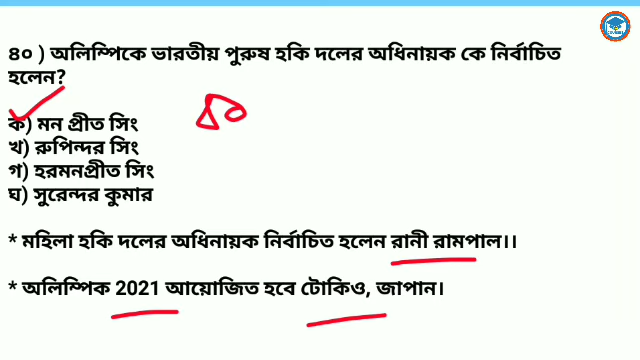 ৪০ ) অলিম্পিকে ভারতীয় পুরুষ হকি দলের অধিনায়ক কে নির্বাচিত
হলেন?
ক) মন প্রীত সিং
৪০
খ) রুপিন্দর সিং
গ) হরমনপ্রীত সিং
ঘ) সুরেন্দর কুমার
* মহিলা হকি দলের অধিনায়ক নির্বাচিত হলেন রানী রামপাল।।
* অলিম্পিক 2021 আয়োজিত হবে টোকিও, জাপান।